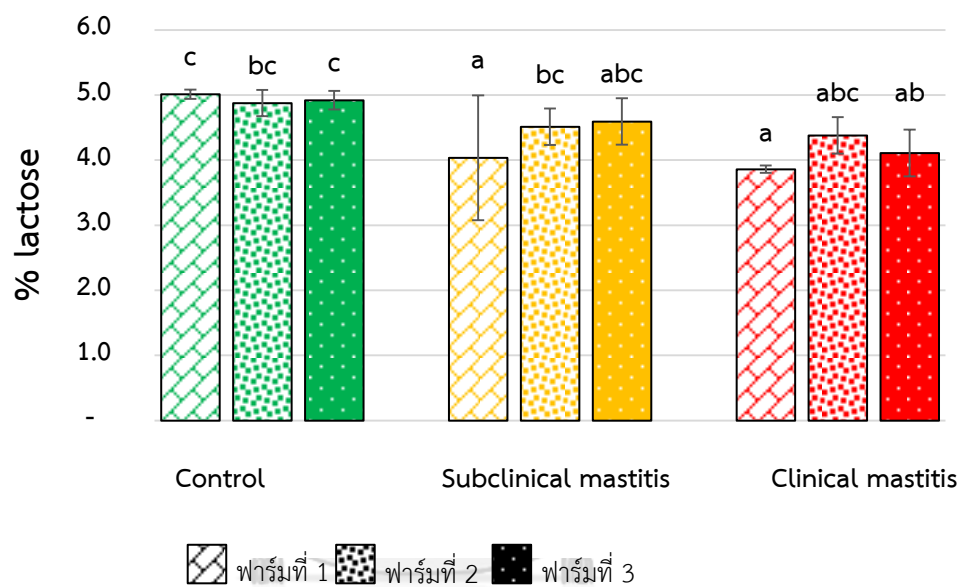 6.0
c bc c a bc abc a abc ab
5.0
4.0
3.0
2.0
1.0
-
% lactose
Control Subclinical mastitis Clinical mastitis
ฟาร์มที่ 1 ฟาร์มที่ 2 ฟาร์มที่ 3